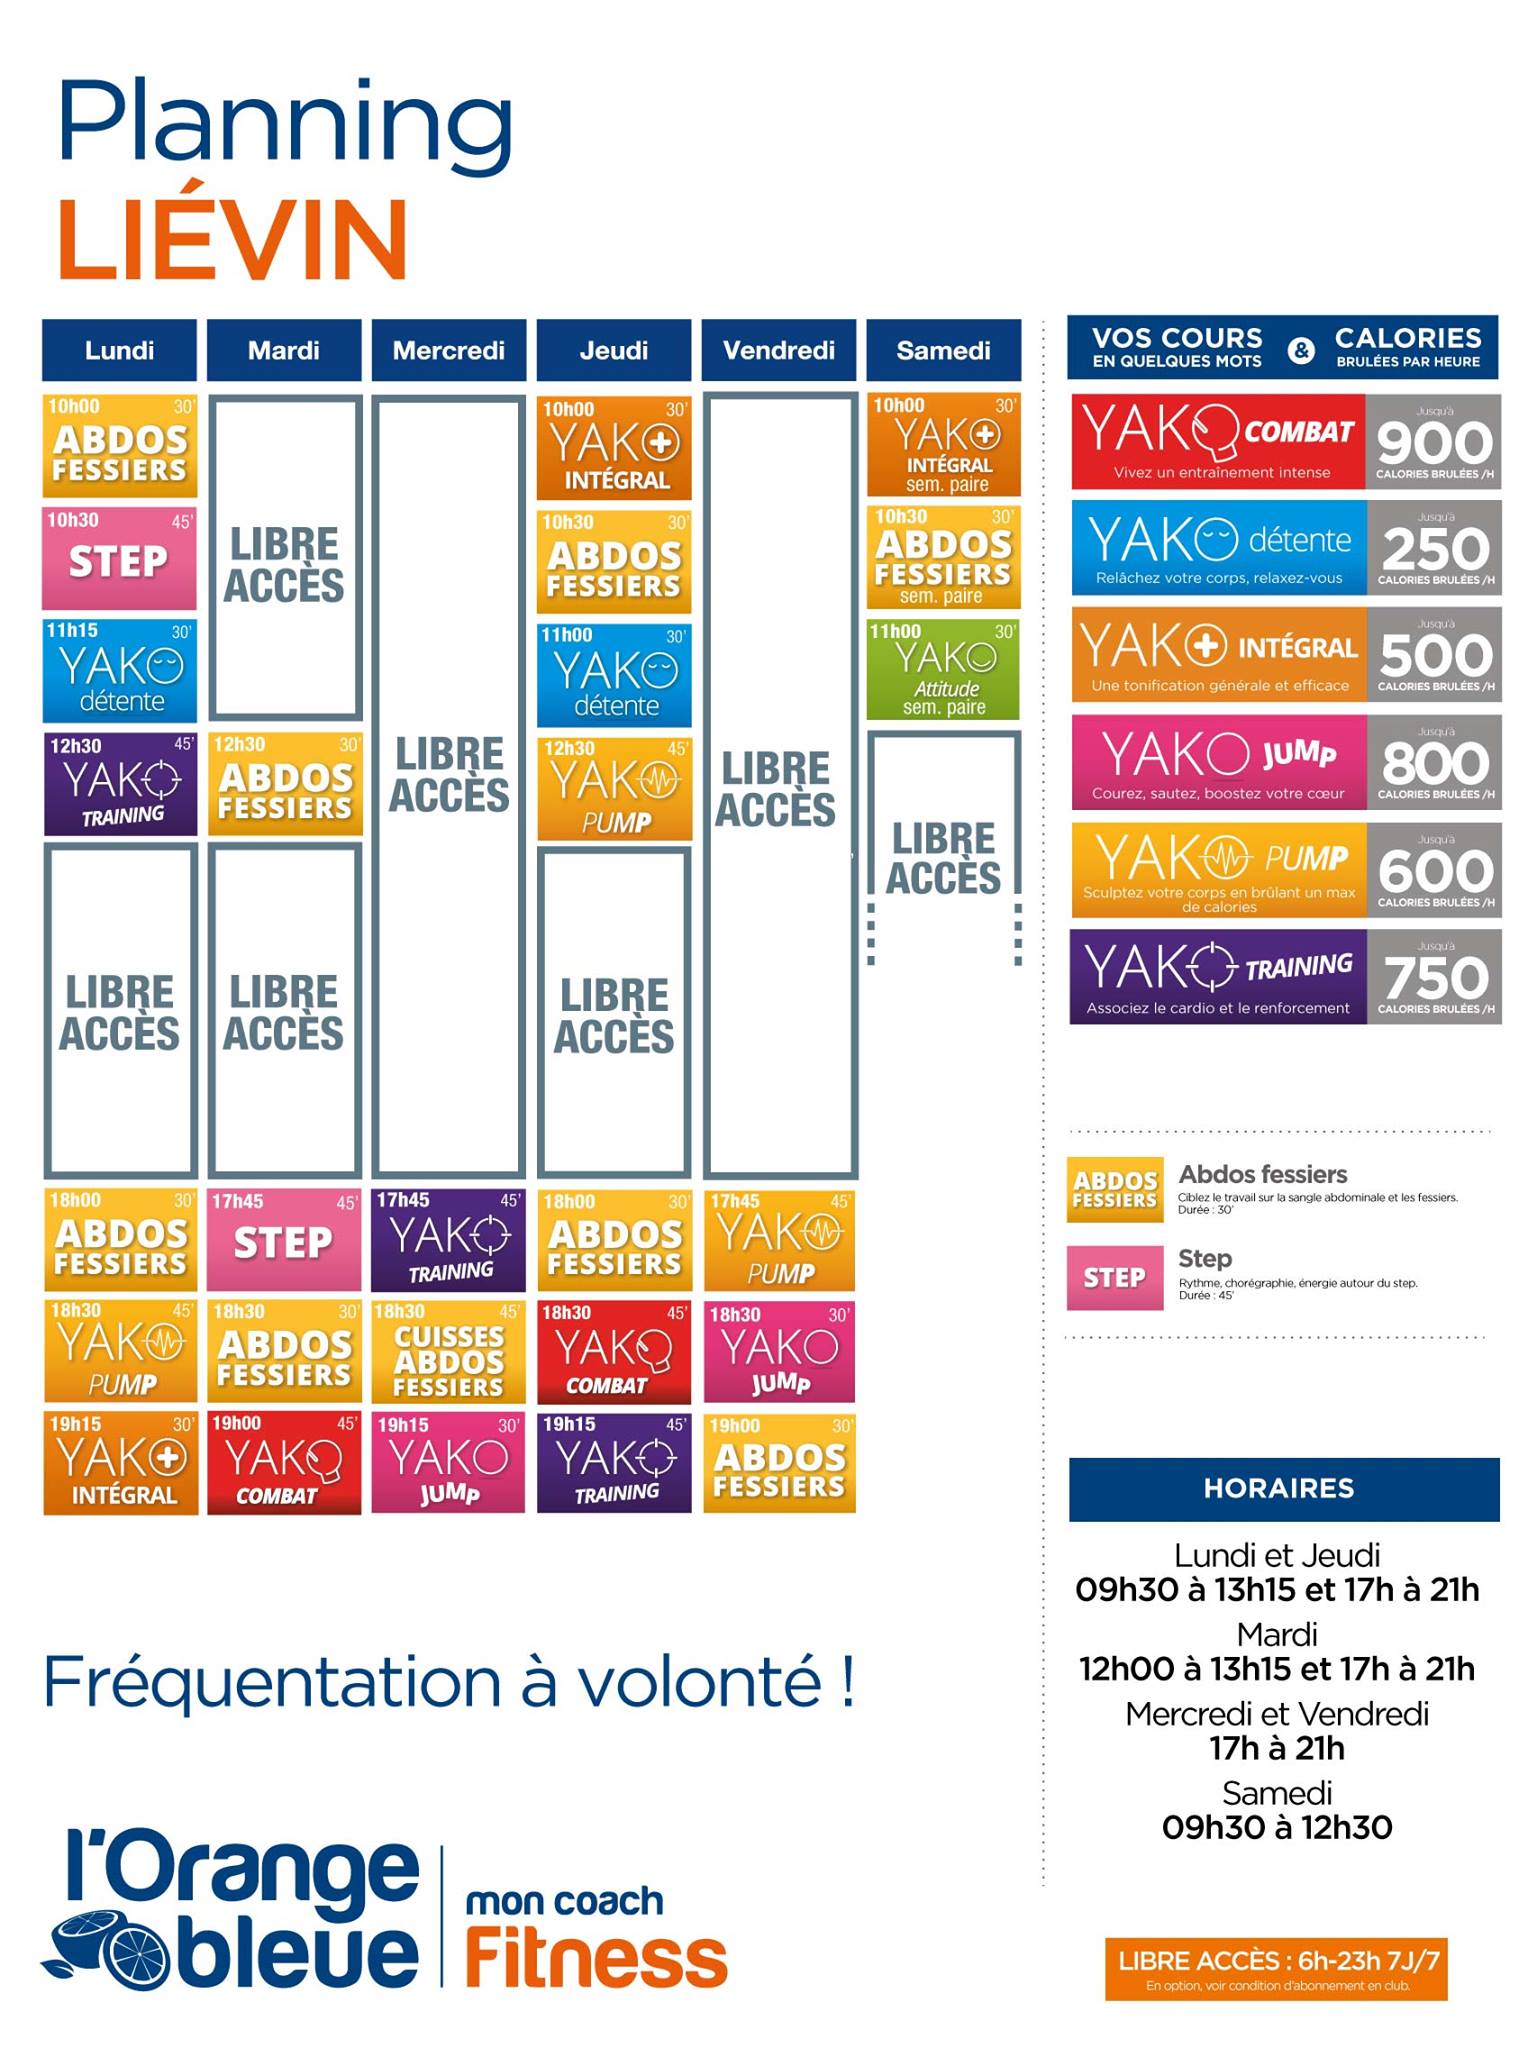 Planning
LIÉVIN
Lundi
Mardi
Mercredi
Jeudi
Vendredi
Samedi
10h00 30'
ABDOS
FESSIERS
10h30 45'
STEP
11h15 30'
YAKO
détente
12h30 45'
YAKO
TRAINING
LIBRE
ACCÈS
18h00 30'
ABDOS
FESSIERS
18h30 45'
YAKO
PUMP
19h15 30'
YAKO
INTÉGRAL
LIBRE
ACCÈS
12h30 30'
ABDOS
FESSIERS
LIBRE
ACCÈS
17h45 45'
STEP
18h30 30'
ABDOS
FESSIERS
19h00 45'
YAKO
COMBAT
LIBRE
ACCÈS
17h45 45'
YAKO
TRAINING
18h30 45'
CUISSES
ABDOS
FESSIERS
19h15 30'
YAKO
JUMP
10h00 30'
YAKO
INTÉGRAL
10h30 30'
ABDOS
FESSIERS
11h00 30'
YAKO
détente
12h30 45'
YAKO
PUMP
LIBRE
ACCÈS
18h00 30'
ABDOS
FESSIERS
18h30 45'
YAKO
COMBAT
19h15 45'
YAKO
TRAINING
LIBRE
ACCÈS
17h45 45'
YAKO
PUMP
18h30 30'
YAKO
JUMP
19h00 30'
ABDOS
FESSIERS
10h00 30'
YAKO
INTÉGRAL
sem. paire
10h30 30'
ABDOS
FESSIERS
sem. paire
11h00 30'
YAKO
Attitude
sem. paire
LIBRE
ACCÈS
VOS COURS & CALORIES
EN QUELQUES MOTS BRULÉES PAR HEURE
YAKO COMBAT
Vivez un entraînement intense
Jusqu'à
900
CALORIES BRULÉES /H
YAKO détente
Relâchez votre corps, relaxez-vous
Jusqu'à
250
CALORIES BRULÉES /H
YAKO INTÉGRAL
Une tonification générale et efficace
Jusqu'à
500
CALORIES BRULÉES /H
YAKO JUMP
Courez, sautez, boostez votre cœur
Jusqu'à
800
CALORIES BRULÉES /H
YAKO PUMP
Sculptez votre corps en brûlant un max
de calories
Jusqu'à
600
CALORIES BRULÉES /H
YAKO TRAINING
Associez le cardio et le renforcement
Jusqu'à
750
CALORIES BRULÉES /H
ABDOS
FESSIERS
Abdos fessiers
Ciblez le travail sur la sangle abdominale et les fessiers.
Durée : 30'
STEP
Step
Rythme, chorégraphie, énergie autour du step.
Durée : 45'
HORAIRES
Lundi et Jeudi
09h30 à 13h15 et 17h à 21h
Mardi
12h00 à 13h15 et 17h à 21h
Mercredi et Vendredi
17h à 21h
Samedi
09h30 à 12h30
Fréquentation à volonté !
l'Orange
bleue
mon coach
Fitness
LIBRE ACCÈS : 6h-23h 7J/7
En option, voir condition d'abonnement en club.